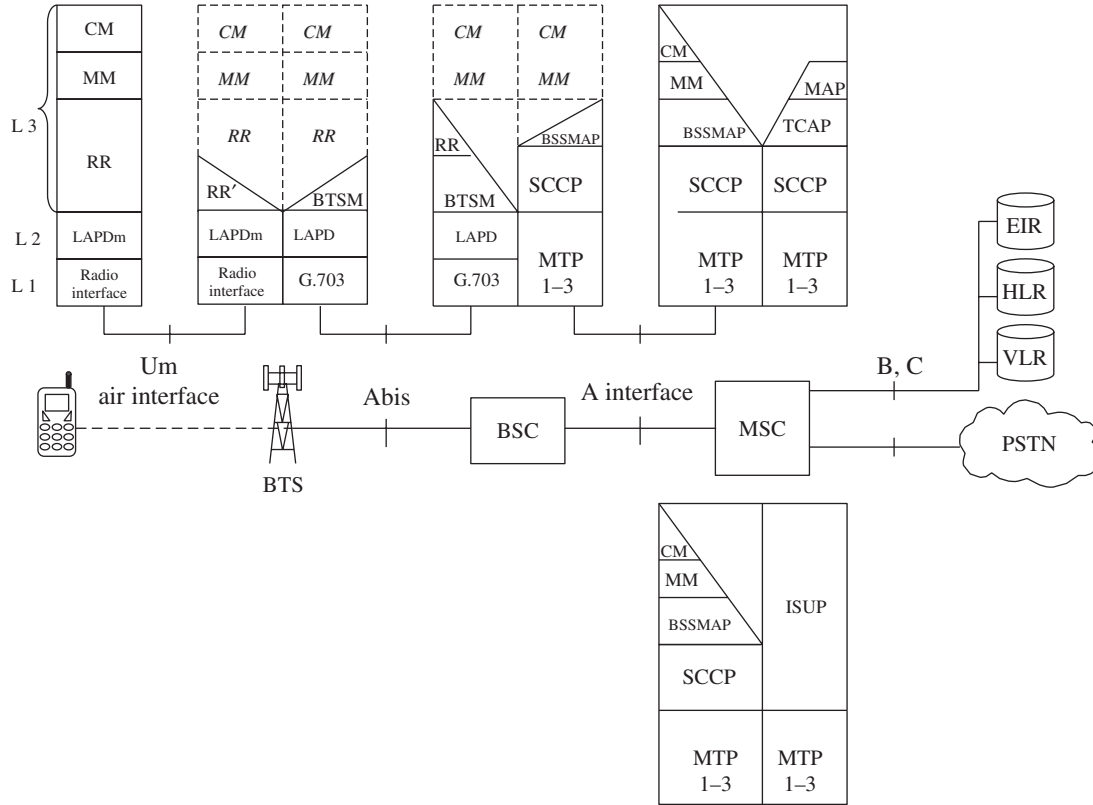 L 3
L 2
L 1
CM
MM
RR
LAPDm
Radio
interface
CM
CM
MM
MM
RR
RR
RR′
BTSM
LAPDm
LAPD
Radio
interface
G.703
CM
CM
MM
MM
RR
BSSMAP
BTSM
SCCP
LAPD
G.703
MTP
1–3
CM
MM
BSSMAP
MAP
TCAP
SCCP
SCCP
MTP
1–3
MTP
1–3
EIR
HLR
VLR
Um
air interface
Abis
A interface
B, C
BTS
BSC
MSC
PSTN
CM
MM
BSSMAP
ISUP
SCCP
MTP
1–3
MTP
1–3